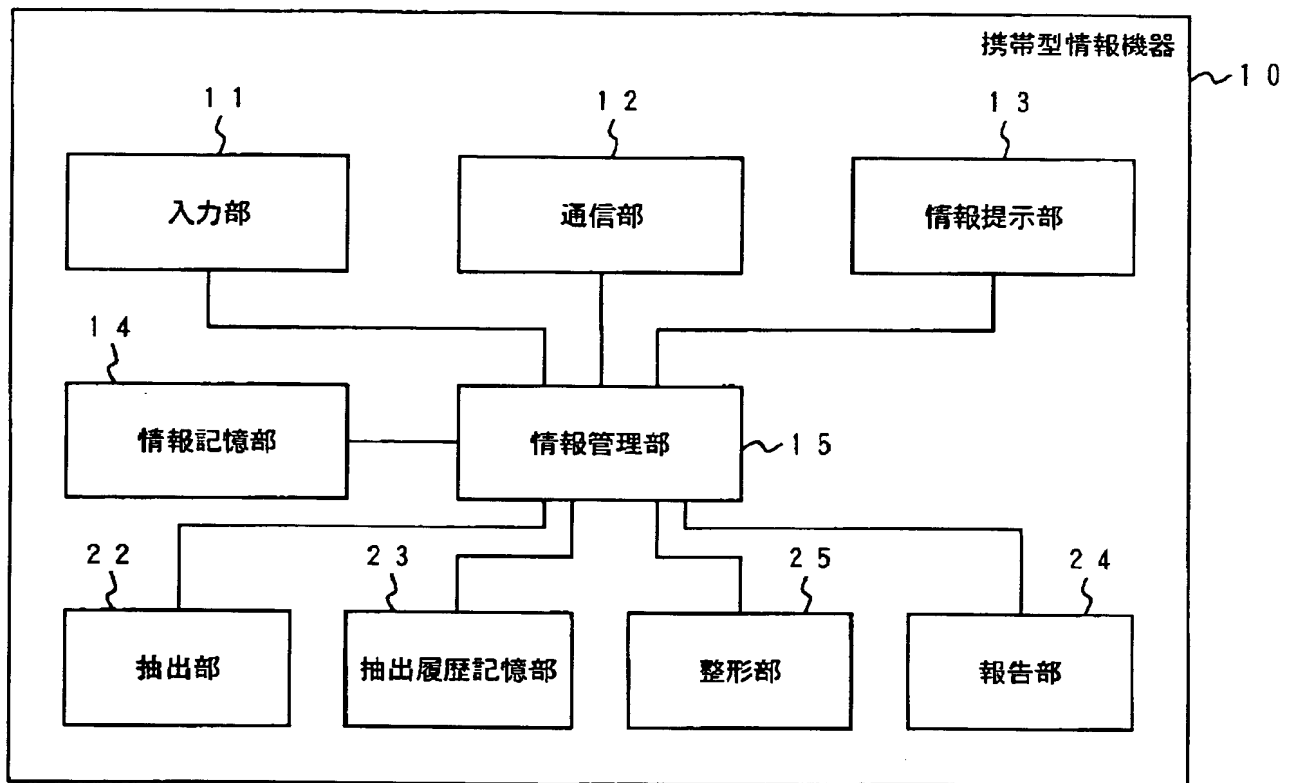 携帯型情報機器
10
11
12
13
入力部
通信部
情報提示部
14
情報記憶部
情報管理部
15
22
23
25
24
抽出部
抽出履歴記憶部
整形部
報告部